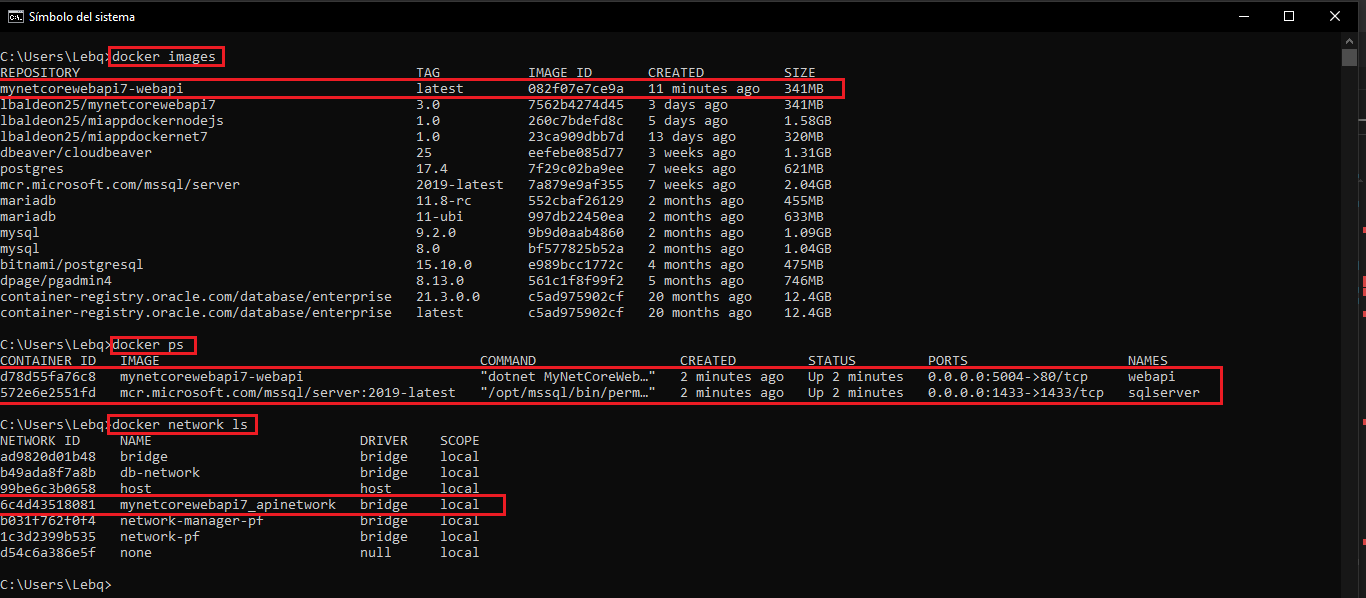 Símbolo del sistema
C:\Users\Lebq>docker images
REPOSITORY TAG IMAGE ID CREATED SIZE
mynetcorewebapi7-webapi latest 082f07e7ce9a 11 minutes ago 341MB
lbaldeon25/mynetcorewebapi7 3.0 7562b4274d45 3 days ago 341MB
lbaldeon25/miappdockernodejs 1.0 260c7bdefd8c 5 days ago 1.58GB
lbaldeon25/miappdockernet7 1.0 23ca909dbb7d 13 days ago 320MB
dbeaver/cloudbeaver 25 eefebe085d77 3 weeks ago 1.31GB
postgres 17.4 7f29c02ba9ee 7 weeks ago 621MB
mcr.microsoft.com/mssql/server 2019-latest 7a879e9af355 7 weeks ago 2.04GB
mariadb 11.8-rc 552cbaf26129 2 months ago 455MB
mariadb 11-ubi 997db22450ea 2 months ago 633MB
mysql 9.2.0 9b9d0aab4860 2 months ago 1.09GB
mysql 8.0 bf577825b52a 2 months ago 1.04GB
bitnami/postgresql 15.10.0 e989bcc1772c 4 months ago 475MB
dpage/pgadmin4 8.13.0 561c1f8f99f2 5 months ago 746MB
container-registry.oracle.com/database/enterprise 21.3.0.0 c5ad975902cf 20 months ago 12.4GB
container-registry.oracle.com/database/enterprise latest c5ad975902cf 20 months ago 12.4GB
C:\Users\Lebq>docker ps
CONTAINER ID IMAGE COMMAND CREATED STATUS PORTS NAMES
d78d55fa76c8 mynetcorewebapi7-webapi "dotnet MyNetCoreWeb…" 2 minutes ago Up 2 minutes 0.0.0.0:5004->80/tcp webapi
572e6e2551fd mcr.microsoft.com/mssql/server:2019-latest "/opt/mssql/bin/perm…" 2 minutes ago Up 2 minutes 0.0.0.0:1433->1433/tcp sqlserver
C:\Users\Lebq>docker network ls
NETWORK ID NAME DRIVER SCOPE
ad9820d01b48 bridge bridge local
b49ada8f7a8b db-network bridge local
99be6c3b0658 host host local
6c4d43518081 mynetcorewebapi7_apinetwork bridge local
b031f762f0f4 network-manager-pf bridge local
1c3d2399b535 network-pf bridge local
d54c6a386e5f none null local
C:\Users\Lebq>